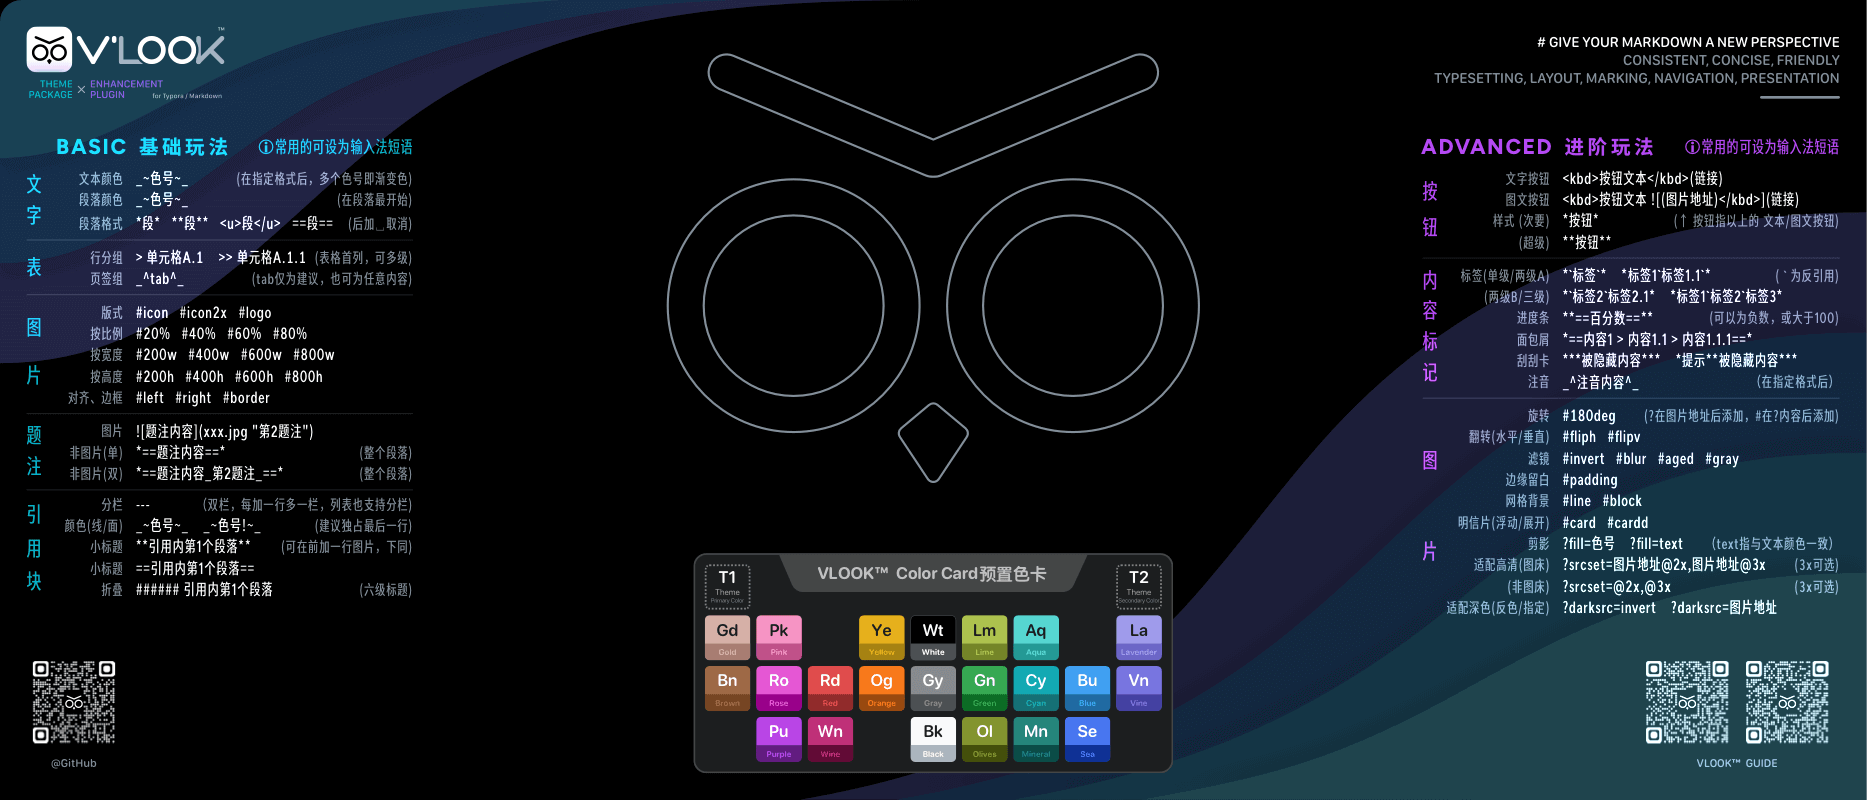 V'LOOK™
THEME PACKAGE × ENHANCEMENT PLUGIN
for Typora / Markdown
# GIVE YOUR MARKDOWN A NEW PERSPECTIVE
CONSISTENT, CONCISE, FRIENDLY
TYPESETTING, LAYOUT, MARKING, NAVIGATION, PRESENTATION
BASIC 基础玩法 ⓘ常用的可设为输入法短语
文字
文本颜色 _~色号~_ (在指定格式后，多个色号即渐变色)
段落颜色 _~色号~_ (在段落最开始)
段落格式 *段* **段** <u>段</u> ==段== (后加_取消)
表
行分组 > 单元格A.1 >> 单元格A.1.1 (表格首列，可多级)
页签组 _^tab^_ (tab仅为建议，也可为任意内容)
图片
版式 #icon #icon2x #logo
按比例 #20% #40% #60% #80%
按宽度 #200w #400w #600w #800w
按高度 #200h #400h #600h #800h
对齐、边框 #left #right #border
题注
图片 ![题注内容](xxx.jpg "第2题注")
非图片(单) *==题注内容==* (整个段落)
非图片(双) *==题注内容_第2题注_==* (整个段落)
引用块
分栏 --- (双栏，每加一行多一栏，列表也支持分栏)
颜色(线/面) _~色号~_ _~色号!~_ (建议独占最后一行)
小标题 **引用内第1个段落** (可在前加一行图片，下同)
小标题 ==引用内第1个段落==
折叠 ###### 引用内第1个段落 (六级标题)
@GitHub
VLOOK™ Color Card预置色卡
T1 Theme Primary Color
T2 Theme Secondary Color
Gd Gold
Pk Pink
Ye Yellow
Wt White
Lm Lime
Aq Aqua
La Lavender
Bn Brown
Ro Rose
Rd Red
Og Orange
Gy Gray
Gn Green
Cy Cyan
Bu Blue
Vn Vine
Pu Purple
Wn Wine
Bk Black
Ol Olives
Mn Mineral
Se Sea
ADVANCED 进阶玩法 ⓘ常用的可设为输入法短语
按钮
文字按钮 <kbd>按钮文本</kbd>(链接)
图文按钮 <kbd>按钮文本 ![(图片地址)</kbd>](链接)
样式 (次要) *按钮* (↑ 按钮指以上的 文本/图文按钮)
(超级) **按钮**
内容标记
标签(单级/两级A) *`标签`* *标签1`标签1.1`* ( ` 为反引用)
(两级B/三级) *`标签2`标签2.1* *标签1`标签2`标签3*
进度条 **==百分数==** (可以为负数，或大于100)
面包屑 *==内容1 > 内容1.1 > 内容1.1.1==*
刮刮卡 ***被隐藏内容*** *提示**被隐藏内容***
注音 _^注音内容^_ (在指定格式后)
图片
旋转 #180deg (?在图片地址后添加，#在?内容后添加)
翻转(水平/垂直) #fliph #flipv
滤镜 #invert #blur #aged #gray
边缘留白 #padding
网格背景 #line #block
明信片(浮动/展开) #card #cardd
剪影 ?fill=色号 ?fill=text (text指与文本颜色一致)
适配高清(图床) ?srcset=图片地址@2x,图片地址@3x (3x可选)
(非图床) ?srcset=@2x,@3x (3x可选)
适配深色(反色/指定) ?darksrc=invert ?darksrc=图片地址
VLOOK™ GUIDE